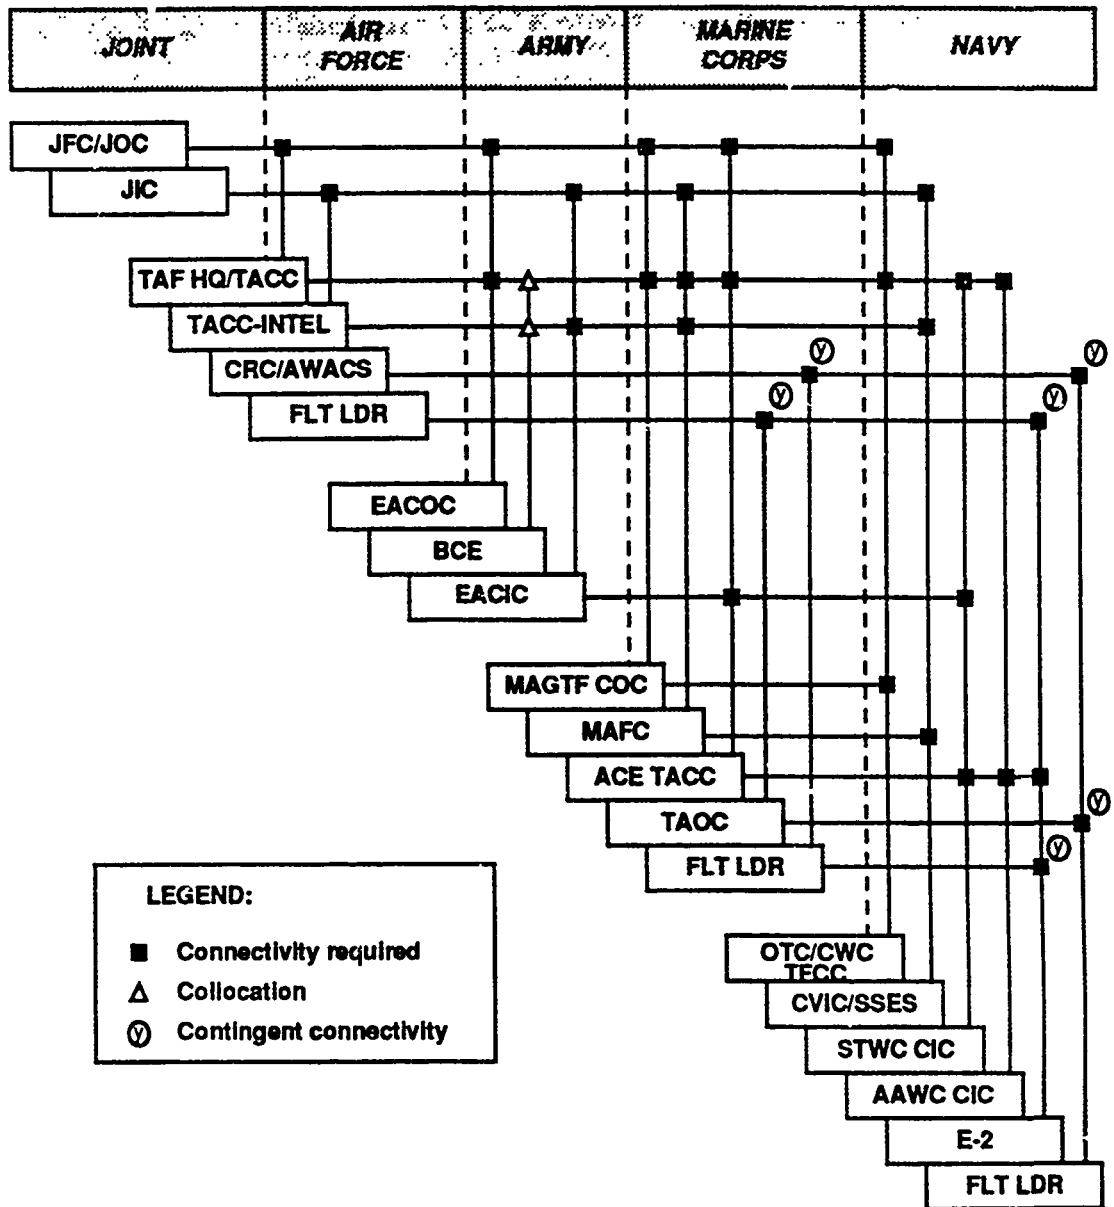 JOINT
AIR
FORCE
ARMY
MARINE
CORPS
NAVY
JFC/JOC
JIC
TAF HQ/TACC
TACC-INTEL
CRC/AWACS
FLT LDR
Y
Y
Y
Y
EACOC
BCE
EACIC
MAGTF COC
MAFC
ACE TACC
TAOC
Y
FLT LDR
Y
LEGEND:
Connectivity required
Collocation
Y Contingent connectivity
OTC/CWC
TFCC
CVIC/SSES
STWC CIC
AAWC CIC
E-2
FLT LDR